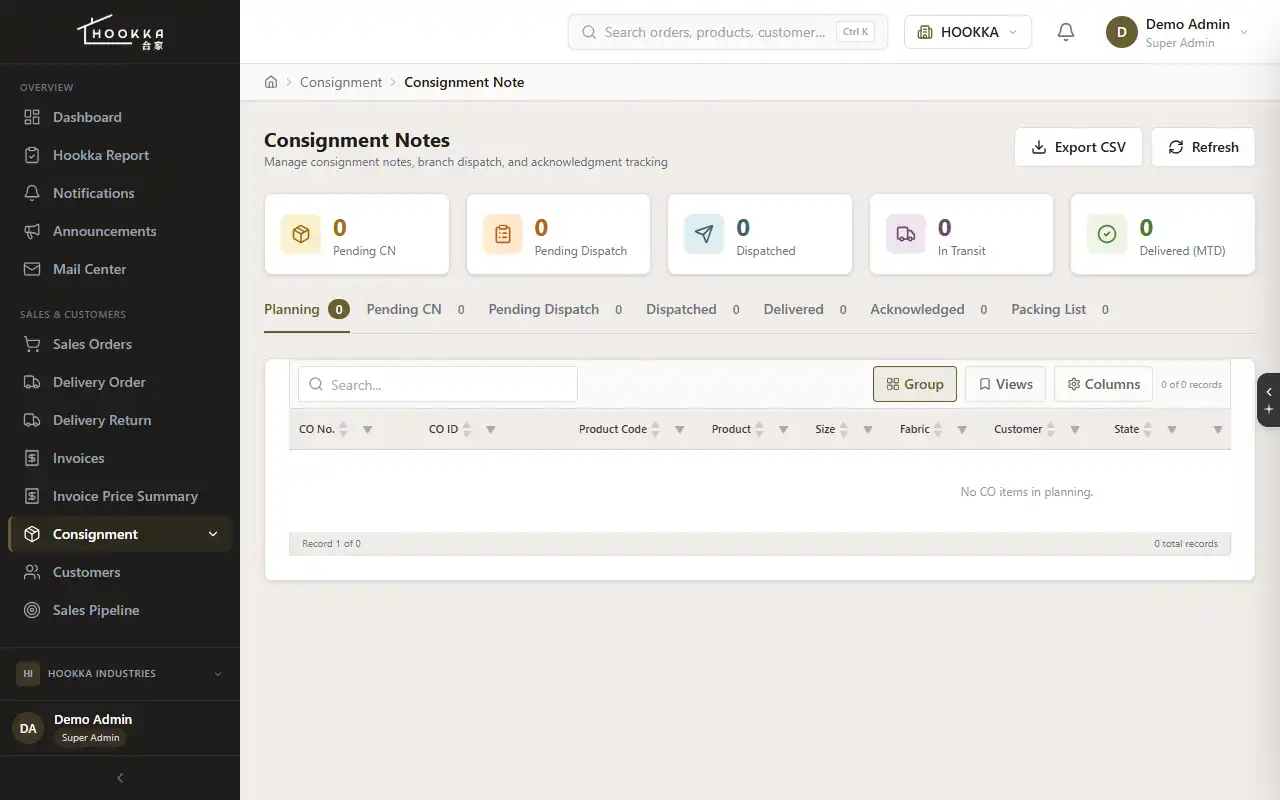 HOOKKA
合家
OVERVIEW
Dashboard
Hookka Report
Notifications
Announcements
Mail Center
SALES & CUSTOMERS
Sales Orders
Delivery Order
Delivery Return
Invoices
Invoice Price Summary
Consignment
Customers
Sales Pipeline
HI HOOKKA INDUSTRIES
DA Demo Admin
Super Admin
Search orders, products, customer... Ctrl K
HOOKKA
D Demo Admin
Super Admin
Consignment Consignment Note
Consignment Notes
Manage consignment notes, branch dispatch, and acknowledgment tracking
Export CSV Refresh
0 Pending CN
0 Pending Dispatch
0 Dispatched
0 In Transit
0 Delivered (MTD)
Planning 0 Pending CN 0 Pending Dispatch 0 Dispatched 0 Delivered 0 Acknowledged 0 Packing List 0
Search... Group Views Columns 0 of 0 records
CO No. CO ID Product Code Product Size Fabric Customer State
No CO items in planning.
Record 1 of 0 0 total records